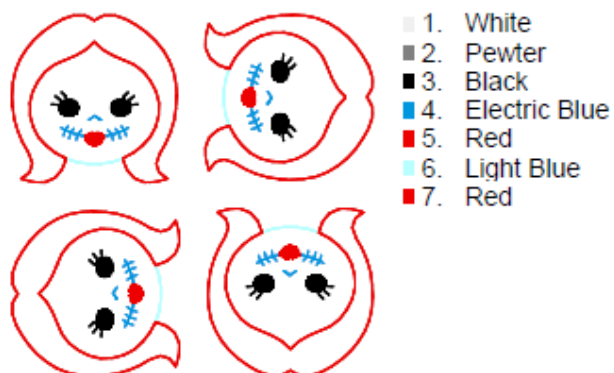 1. White
2. Pewter
3. Black
4. Electric Blue
5. Red
6. Light Blue
7. Red